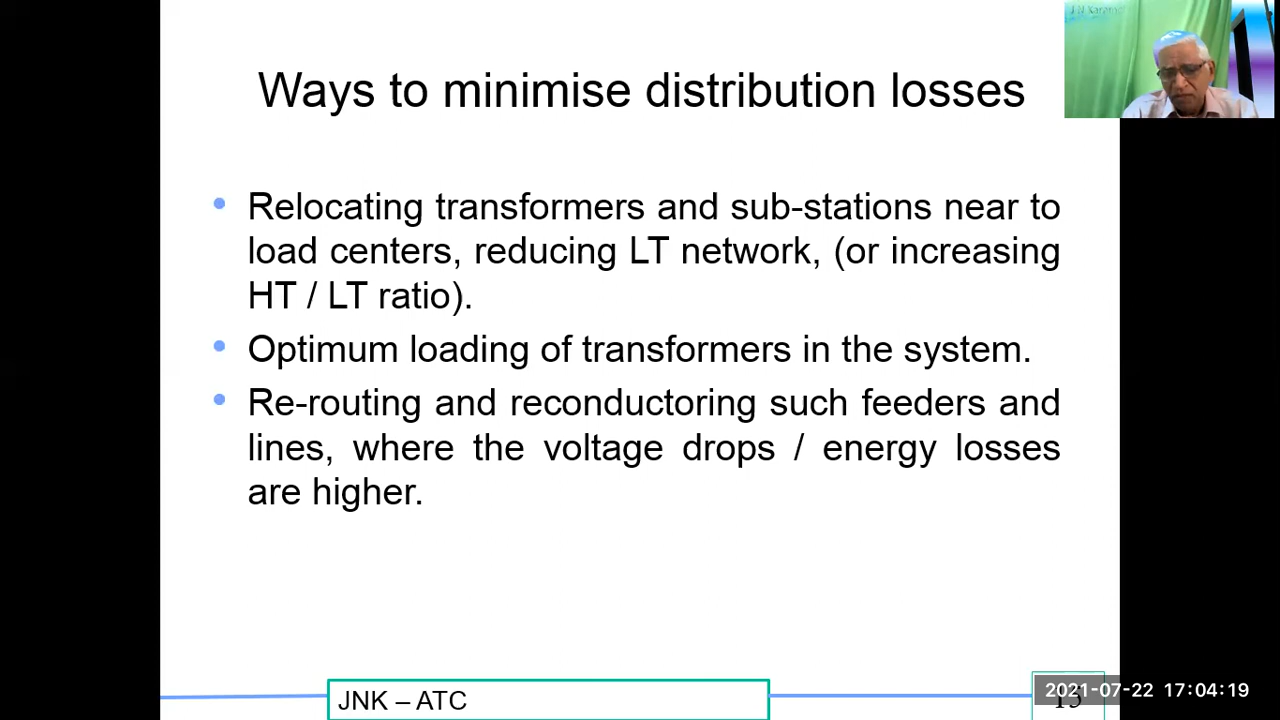 Ways to minimise distribution losses
• Relocating transformers and sub-stations near to
load centers, reducing LT network, (or increasing
HT / LT ratio).
• Optimum loading of transformers in the system.
• Re-routing and reconductoring such feeders and
lines, where the voltage drops / energy losses
are higher.
JNK – ATC
2021-07-22 17:04:19